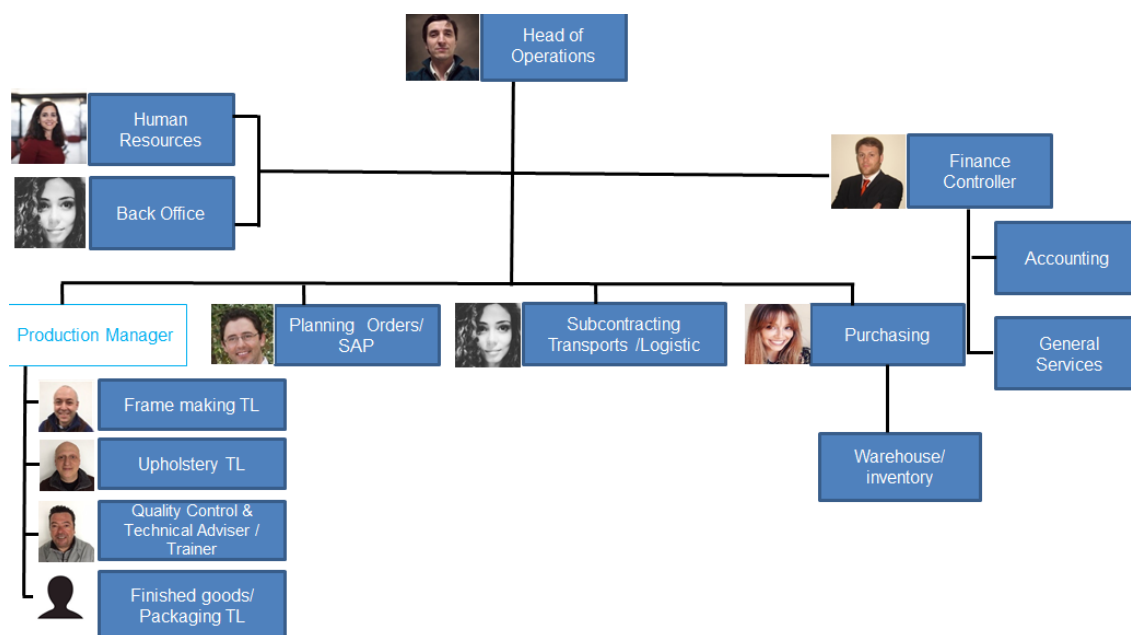 Head of
Operations
Human
Resources
Finance
Controller
Back Office
Accounting
Production Manager
Planning Orders/
SAP
Subcontracting
Transports /Logistic
Purchasing
General
Services
Frame making TL
Upholstery TL
Warehouse/
inventory
Quality Control &
Technical Adviser /
Trainer
Finished goods/
Packaging TL